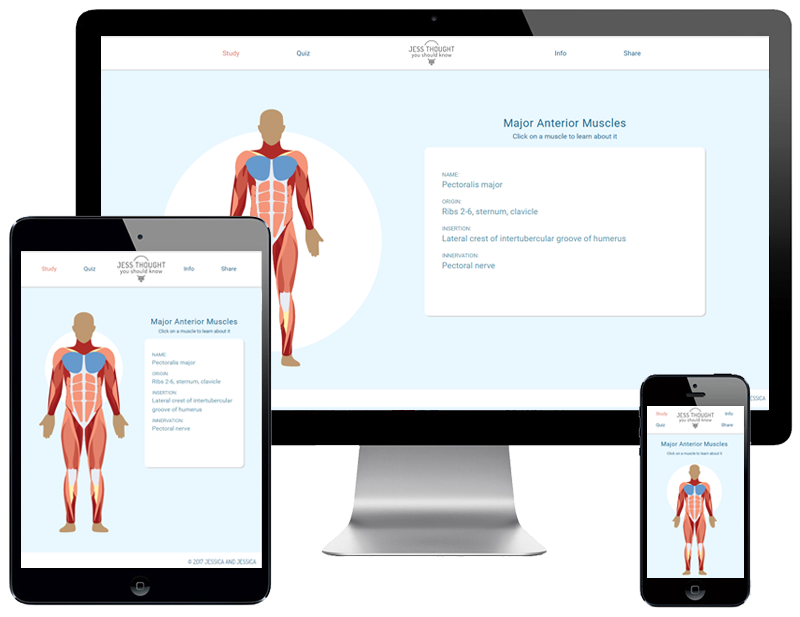 Study Quiz JESS THOUGHT Info Share
you should know
Major Anterior Muscles
Click on a muscle to learn about it
NAME:
Pectoralis major
ORIGIN:
Ribs 2-6, sternum, clavicle
INSERTION:
Lateral crest of intertubercular groove of humerus
INNERVATION:
Pectoral nerve
JESSICA
Study Quiz JESS THOUGHT Info Share
you should know
Major Anterior Muscles
Click on a muscle to learn about it
NAME:
Pectoralis major
ORIGIN:
Ribs 2-6, sternum, clavicle
INSERTION:
Lateral crest of intertubercular
groove of humerus
INNERVATION:
Pectoral nerve
© 2017 JESSICA AND JESSICA
Study JESS THOUGHT Info
you should know
Quiz Share
Major Anterior Muscles
Click on a muscle to learn about it